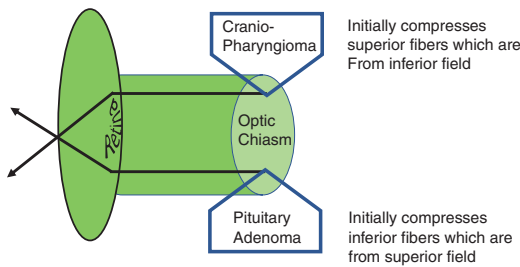 Cranio-
Pharyngioma
Initially compresses
superior fibers which are
From inferior field
Retina
Optic
Chiasm
Pituitary
Adenoma
Initially compresses
inferior fibers which are
from superior field